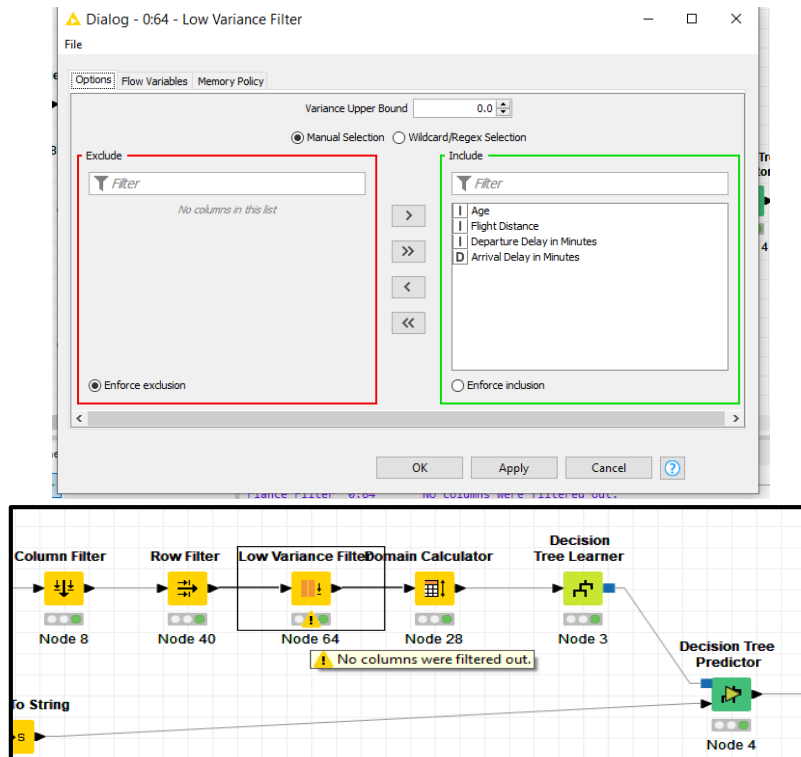 Dialog - 0:64 - Low Variance Filter
File
Options Flow Variables Memory Policy
Variance Upper Bound 0.0
Manual Selection Wildcard/Regex Selection
Exclude
Include
Filter
Filter
No columns in this list
I Age
I Flight Distance
I Departure Delay in Minutes
D Arrival Delay in Minutes
> 
>>
<
<<
Enforce exclusion
Enforce inclusion
OK Apply Cancel ?
4
No columns were filtered out.
Column Filter
Row Filter
Low Variance Filter
Domain Calculator
Decision
Tree Learner
Node 8
Node 40
Node 64
Node 28
Node 3
No columns were filtered out.
Decision Tree
Predictor
Node 4
To String
S